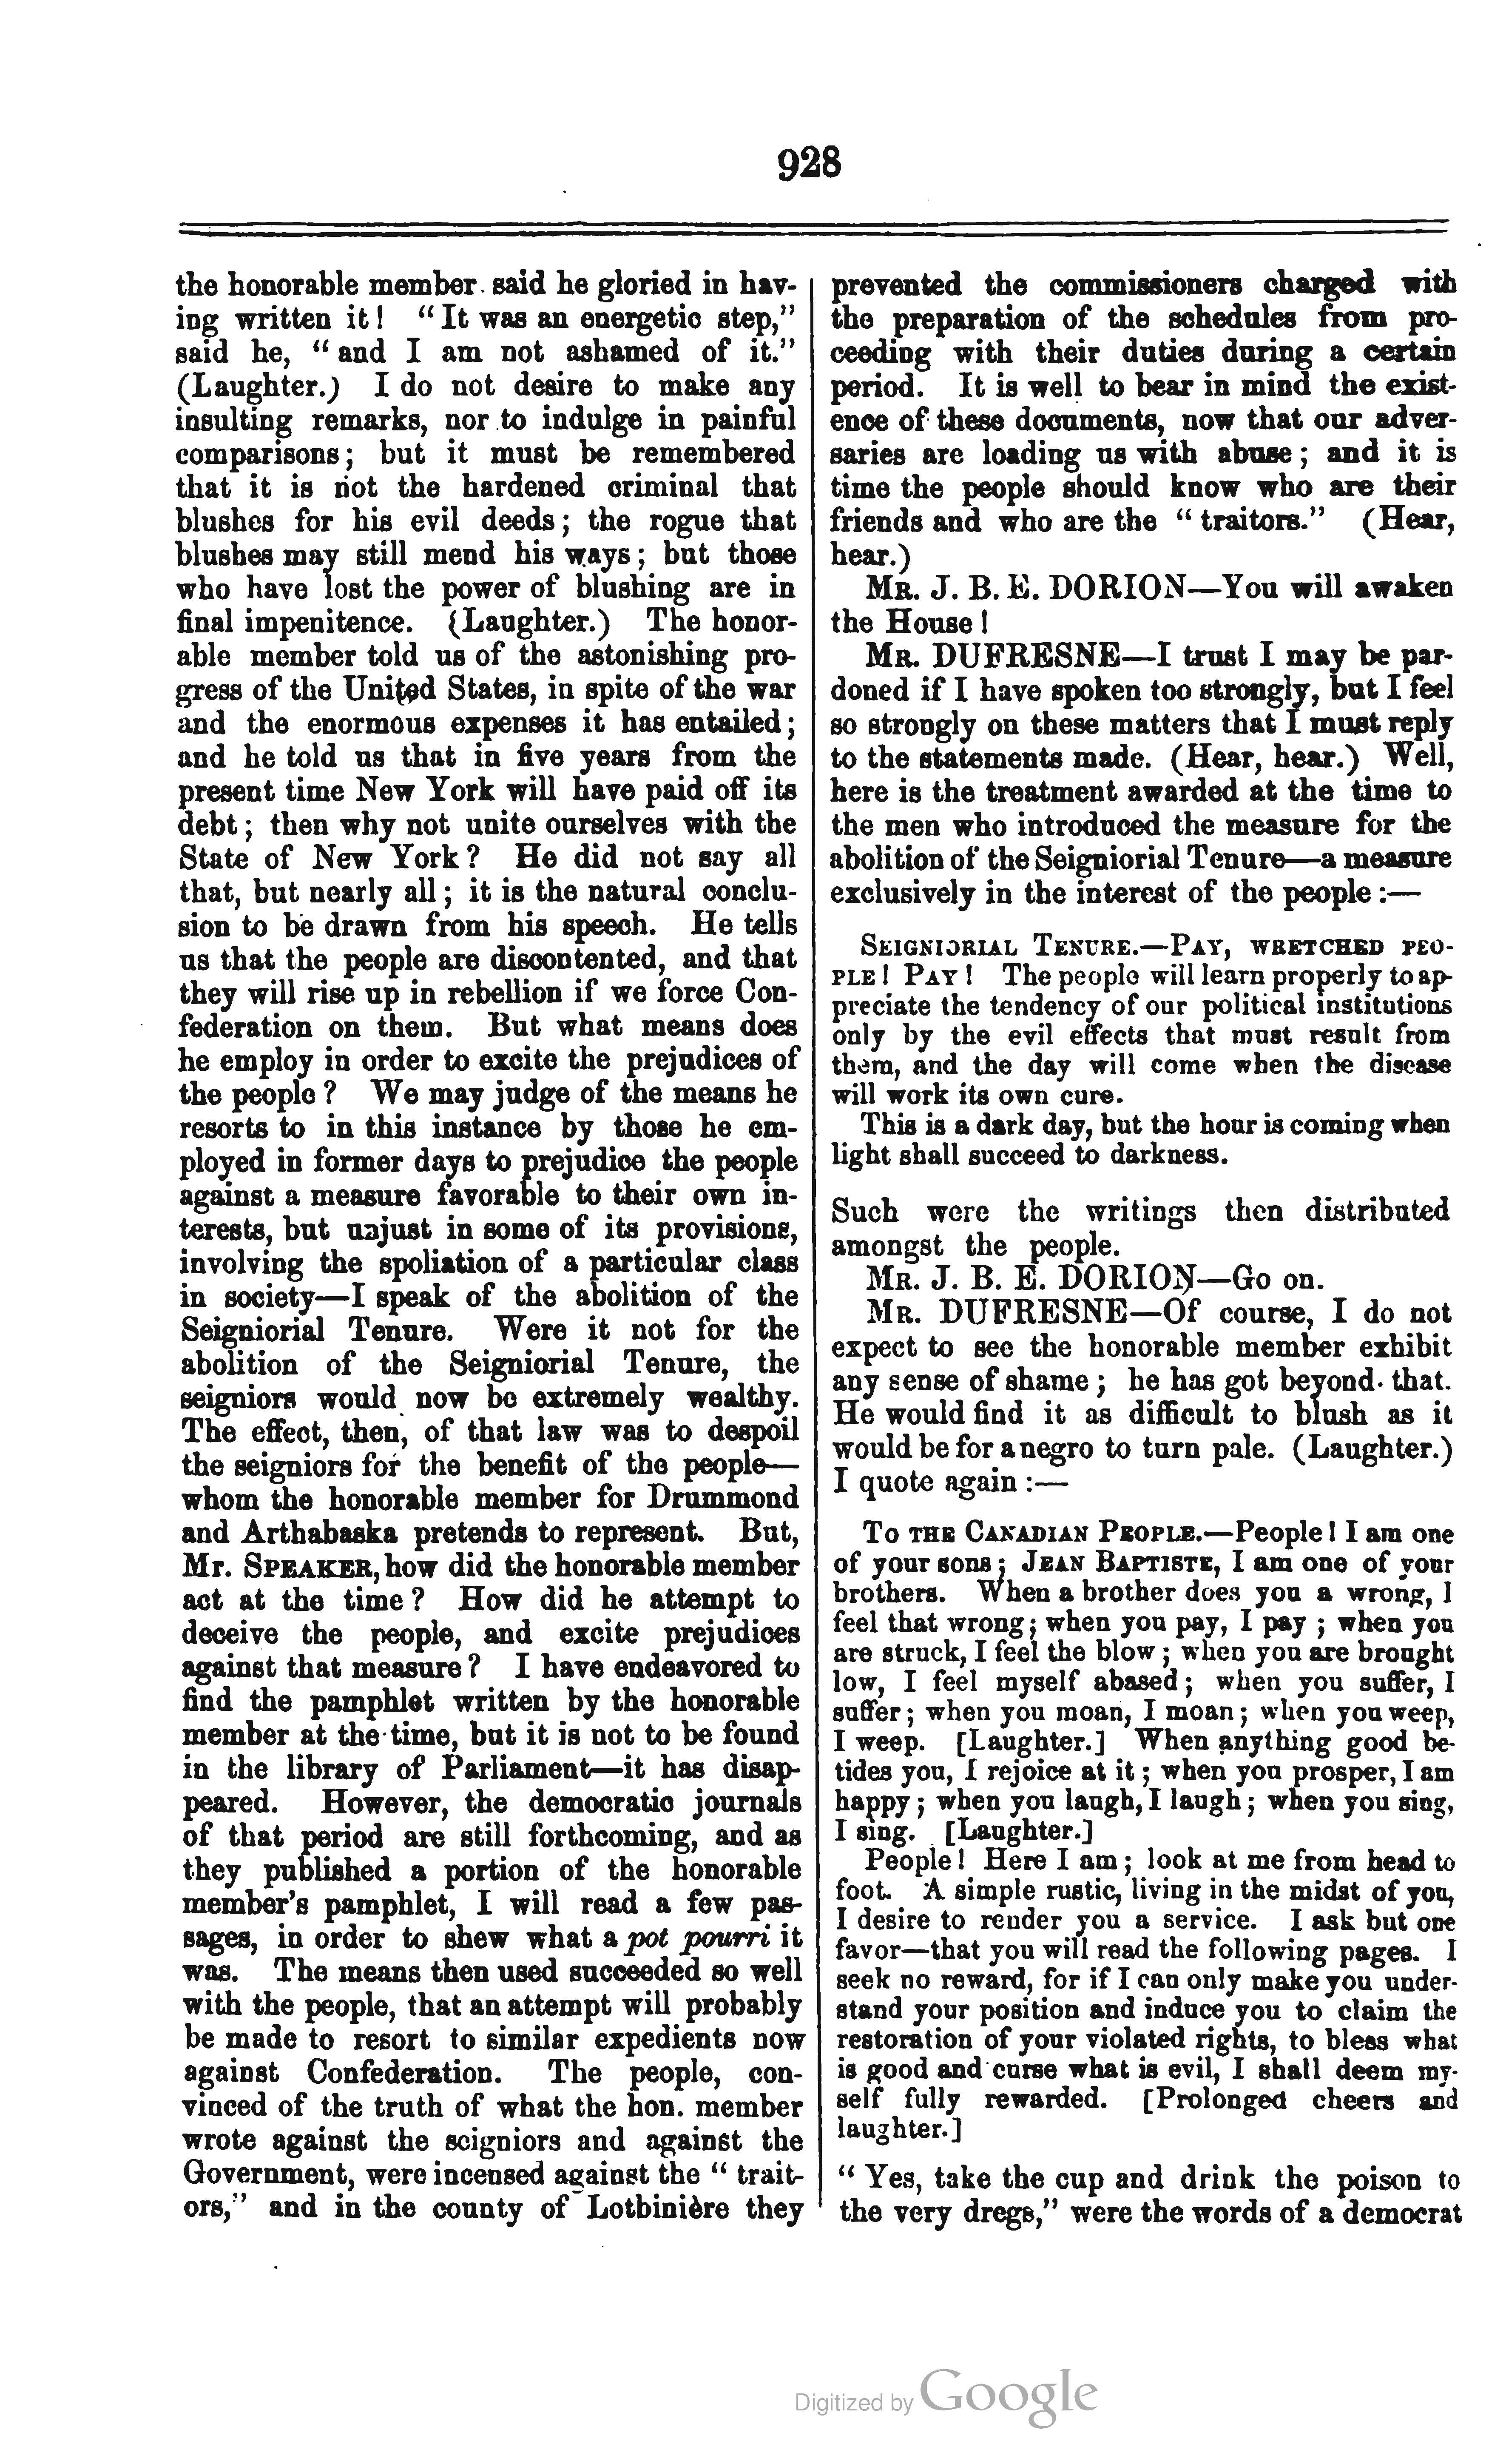 928
the honorable member said he gloried in hav-
ing written it! "It was an energetic step,"
said he, "and I am not ashamed of it."
(Laughter.) I do not desire to make any
insulting remarks, nor to indulge in painful
comparisons; but it must be remembered
that it is not the hardened criminal that
blushes for his evil deeds; the rogue that
blushes may still mend his ways; but those
who have lost the power of blushing are in
final impenitence. (Laughter.) The honor-
able member told us of the astonishing pro-
gress of the United States, in spite of the war
and the enormous expenses it has entailed;
and he told us that in five years from the
present time New York will have paid off its
debt; then why not unite ourselves with the
State of New York? He did not say all
that, but nearly all; it is the natural conclu-
sion to be drawn from his speech. He tells
us that the people are discontented, and that
they will rise up in rebellion if we force Con-
federation on them. But what means does
he employ in order to excite the prejudices of
the people? We may judge of the means he
resorts to in this instance by those he em-
ployed in former days to prejudice the people
against a measure favorable to their own in-
terests, but unjust in some of its provisions,
involving the spoliation of a particular class
in society—I speak of the abolition of the
Seigniorial Tenure. Were it not for the
abolition of the Seigniorial Tenure, the
seigniors would now be extremely wealthy.
The effect, then, of that law was to despoil
the seigniors for the benefit of the people—
whom the honorable member for Drummond
and Arthabaska pretends to represent. But,
Mr. SPEAKER, how did the honorable member
act at the time? How did he attempt to
deceive the people, and excite prejudices
against that measure? I have endeavored to
find the pamphlet written by the honorable
member at the time, but it is not to be found
in the library of Parliament—it has disap-
peared. However, the democratic journals
of that period are still forthcoming, and as
they published a portion of the honorable
member's pamphlet, I will read a few pas-
sages, in order to shew what a pot pourri it
was. The means then used succeeded so well
with the people, that an attempt will probably
be made to resort to similar expedients now
against Confederation. The people, con-
vinced of the truth of what the hon. member
wrote against the seigniors and against the
Government, were incensed against the "trait-
ors," and in the county of Lotbinière they
prevented the commissioners charged with
the preparation of the schedules from pro-
ceeding with their duties during a certain
period. It is well to bear in mind the exist-
ence of these documents, now that our adver-
saries are loading us with abuse; and it is
time the people should know who are their
friends and who are the "traitors." (Hear,
hear.)
MR. J. B. E. DORION—You will awaken
the House!
MR. DUFRESNE—I trust I may be par-
doned if I have spoken too strongly, but I feel
so strongly on these matters that I must reply
to the statements made. (Hear, hear.) Well,
here is the treatment awarded at the time to
the men who introduced the measure for the
abolition of the Seigniorial Tenure—a measure
exclusively in the interest of the people:—
SEIGNIORIAL TENURE.—PAY, WRETCHED PEO-
PLE! PAY! The people will learn properly to ap-
preciate the tendency of our political institutions
only by the evil effects that must result from
them, and the day will come when the disease
will work its own cure.
This is a dark day, but the hour is coming when
light shall succeed to darkness.
Such were the writings then distributed
amongst the people.
MR. J. B. E. DORION—Go on.
MR. DUFRESNE—Of course, I do not
expect to see the honorable member exhibit
any sense of shame; he has got beyond that.
He would find it as difficult to blush as it
would be for a negro to turn pale. (Laughter.)
I quote again:—
TO THE CANADIAN PEOPLE.—People! I am one
of your sons; JEAN BAPTISTE, I am one of your
brothers. When a brother does you a wrong, I
feel that wrong; when you pay, I pay; when you
are struck, I feel the blow; when you are brought
low, I feel myself abased; when you suffer, I
suffer; when you moan, I moan; when you weep,
I weep. [Laughter.] When anything good be-
tides you, I rejoice at it; when you prosper, I am
happy; when you laugh, I laugh; when you sing,
I sing. [Laughter.]
People! Here I am; look at me from head to
foot. A simple rustic, living in the midst of you,
I desire to render you a service. I ask but one
favor—that you will read the following pages. I
seek no reward, for if I can only make you under-
stand your position and induce you to claim the
restoration of your violated rights, to bless what
is good and curse what is evil, I shall deem my-
self fully rewarded. [Prolonged cheers and
laughter.]
"Yes, take the cup and drink the poison to
the very dregs," were the words of a democrat
Digitized by Google